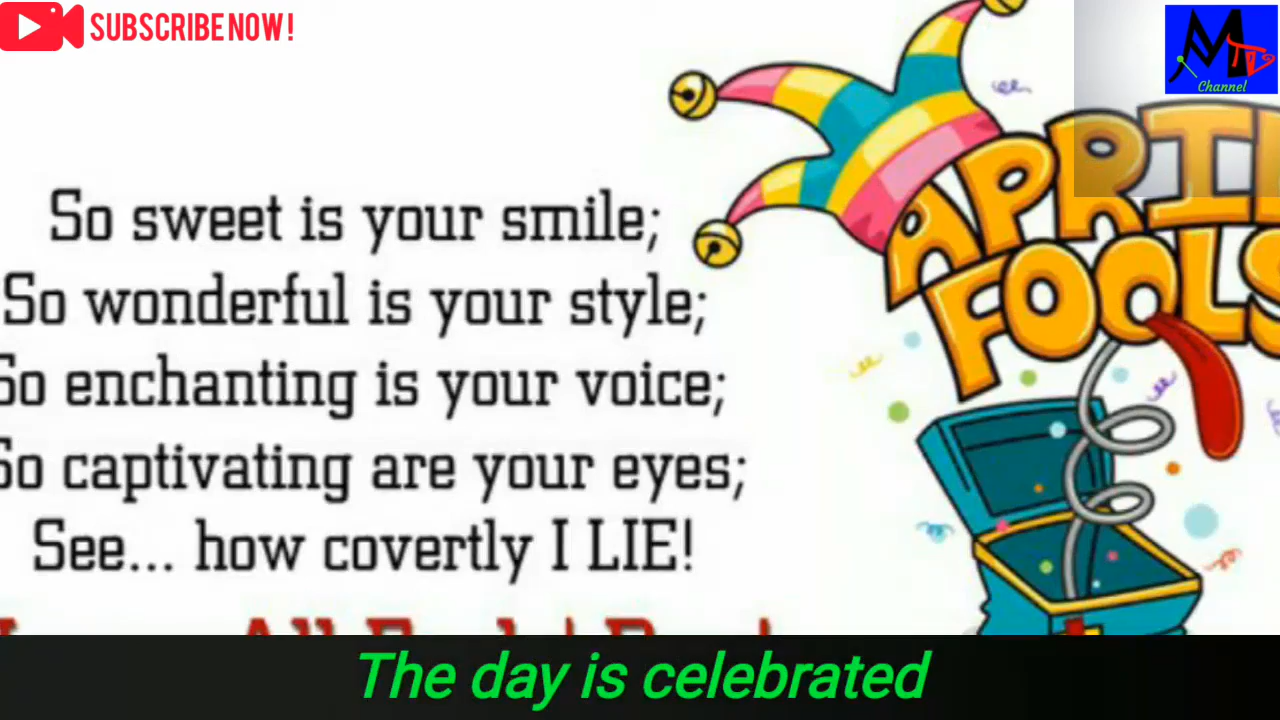 SUBSCRIBE NOW!
MTD
Channel
So sweet is your smile;
So wonderful is your style;
So enchanting is your voice;
So captivating are your eyes;
See... how covertly I LIE!
APRIL
FOOLS
The day is celebrated